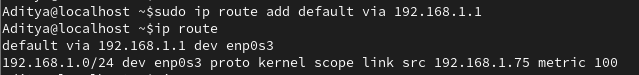 Aditya@localhost ~$sudo ip route add default via 192.168.1.1
Aditya@localhost ~$ip route
default via 192.168.1.1 dev enp0s3
192.168.1.0/24 dev enp0s3 proto kernel scope link src 192.168.1.75 metric 100